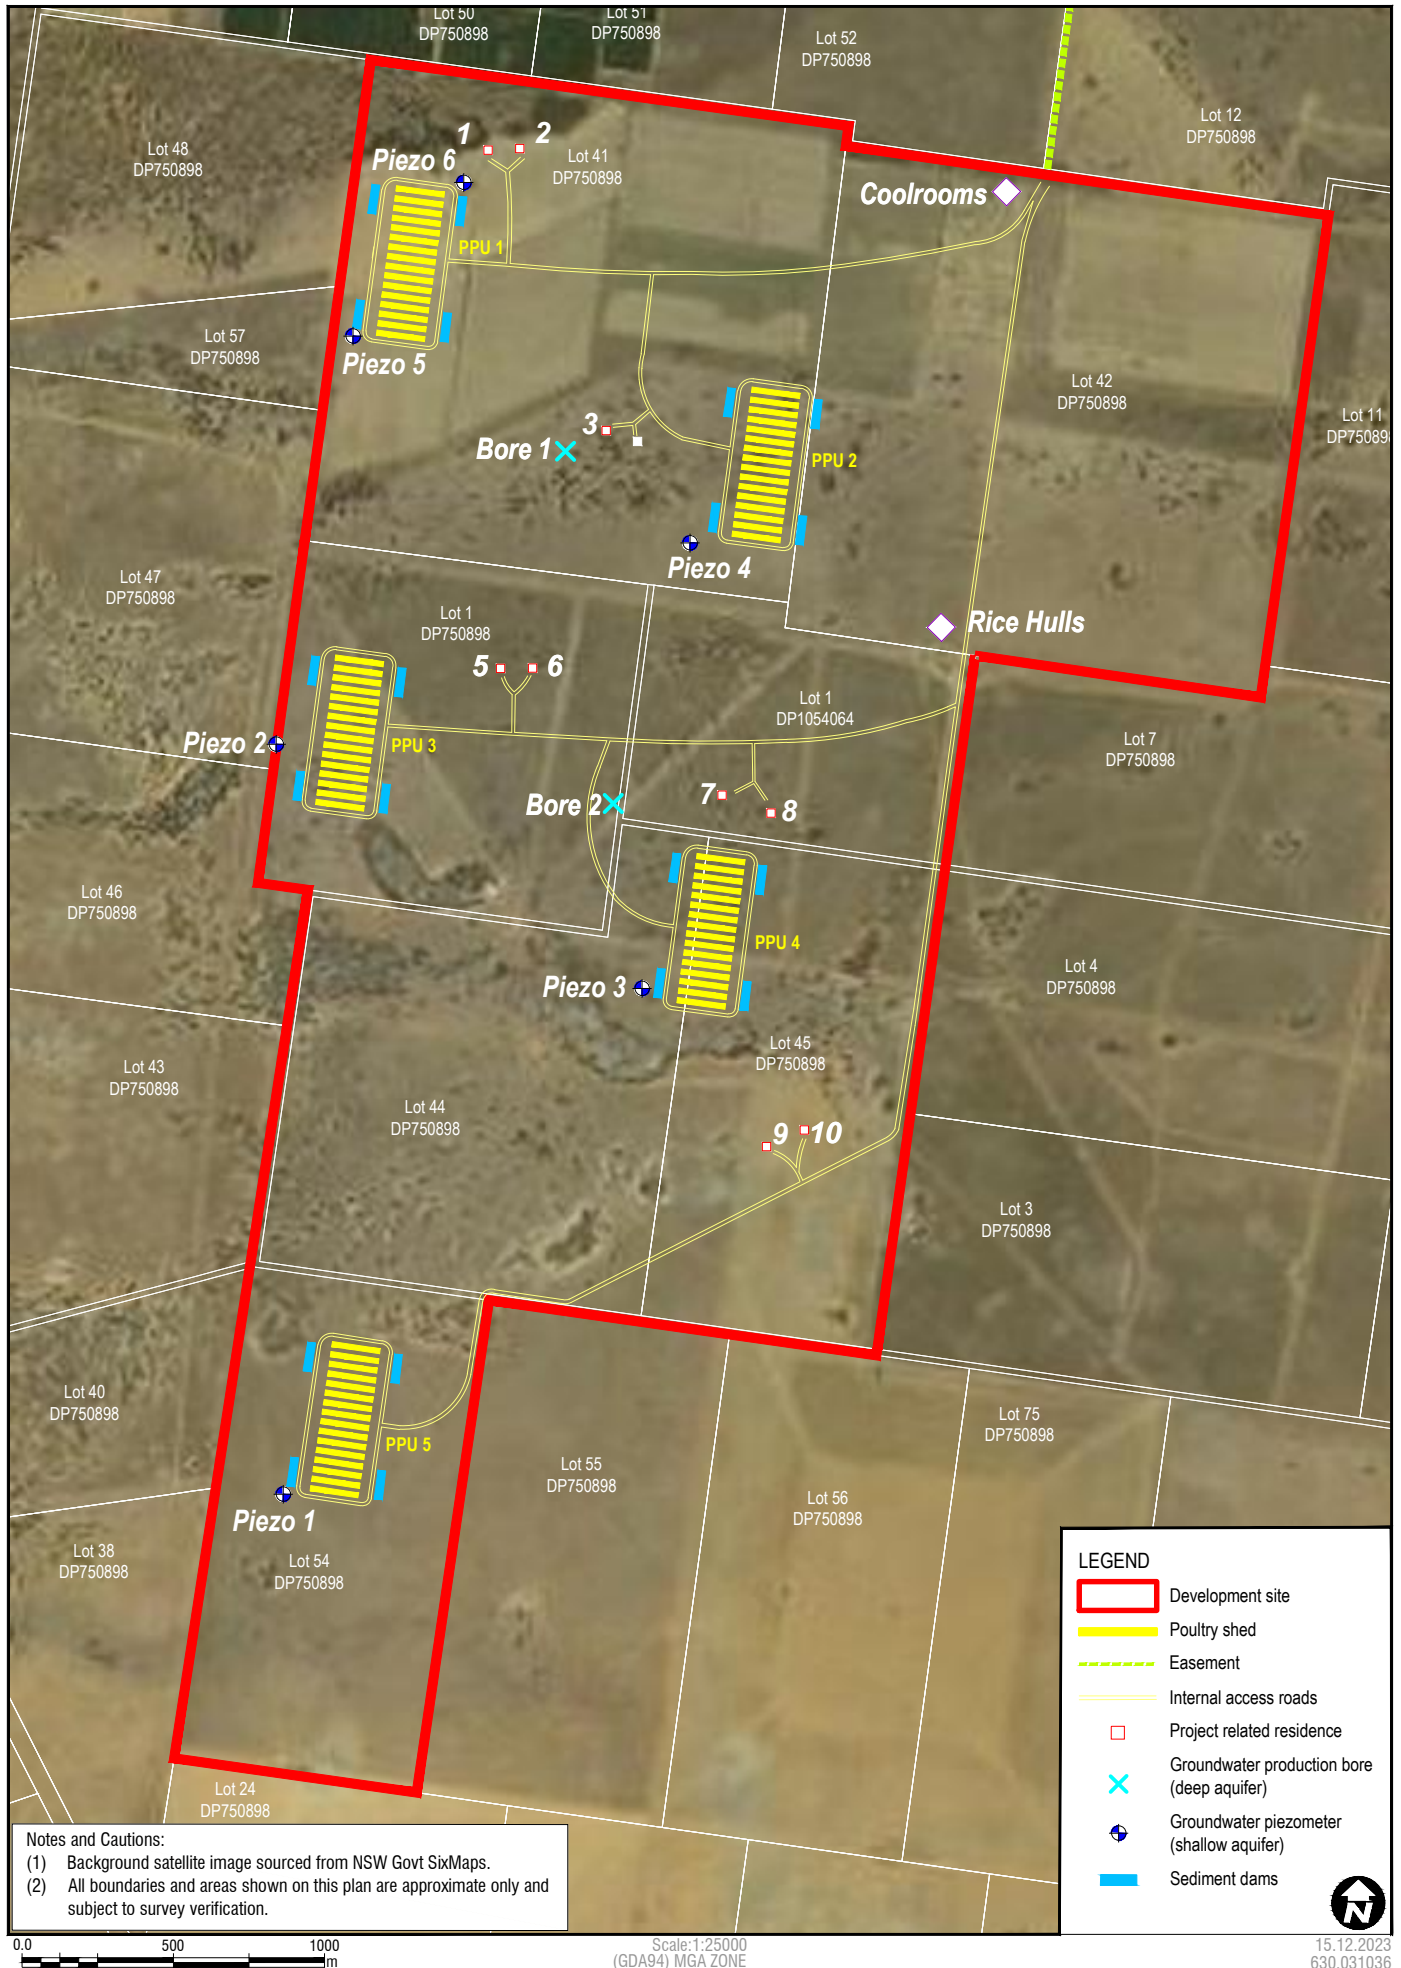 Lot 50
DP750898
Lot 51
DP750898
Lot 52
DP750898
Lot 12
DP750898
Lot 48
DP750898
1
2
Piezo 6
Lot 41
DP750898
Coolrooms
PPU 1
Lot 57
DP750898
Piezo 5
Lot 42
DP750898
Lot 11
DP750898
3
Bore 1
PPU 2
Piezo 4
Lot 47
DP750898
Lot 1
DP750898
Rice Hulls
5
6
Lot 1
DP1054064
Piezo 2
PPU 3
Lot 7
DP750898
7
8
Bore 2
Lot 46
DP750898
PPU 4
Lot 4
DP750898
Piezo 3
Lot 45
DP750898
Lot 43
DP750898
Lot 44
DP750898
9
10
Lot 3
DP750898
Lot 40
DP750898
PPU 5
Lot 75
DP750898
Lot 55
DP750898
Lot 56
DP750898
Piezo 1
Lot 38
DP750898
Lot 54
DP750898
Lot 24
DP750898
LEGEND
Development site
Poultry shed
Easement
Internal access roads
Project related residence
Groundwater production bore
(deep aquifer)
Groundwater piezometer
(shallow aquifer)
Sediment dams
N
Notes and Cautions:
(1) Background satellite image sourced from NSW Govt SixMaps.
(2) All boundaries and areas shown on this plan are approximate only and
subject to survey verification.
0.0 500 1000
m
Scale:1:25000
(GDA94) MGA ZONE
15.12.2023
630.031036